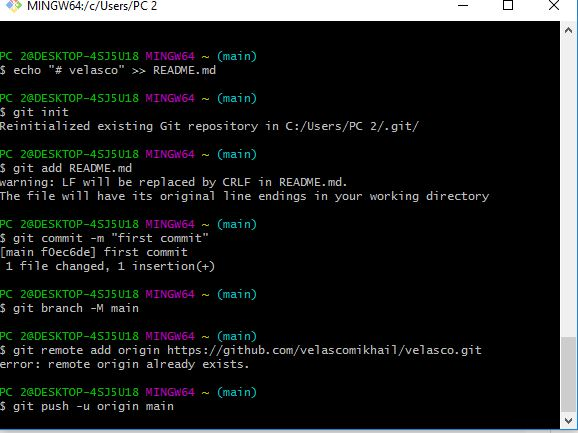 MINGW64:/c/Users/PC 2
PC 2@DESKTOP-4SJ5U18 MINGW64 ~ (main)
$ echo "# velasco" >> README.md
PC 2@DESKTOP-4SJ5U18 MINGW64 ~ (main)
$ git init
Reinitialized existing Git repository in C:/Users/PC 2/.git/
PC 2@DESKTOP-4SJ5U18 MINGW64 ~ (main)
$ git add README.md
warning: LF will be replaced by CRLF in README.md.
The file will have its original line endings in your working directory
PC 2@DESKTOP-4SJ5U18 MINGW64 ~ (main)
$ git commit -m "first commit"
[main f0ec6de] first commit
 1 file changed, 1 insertion(+)
PC 2@DESKTOP-4SJ5U18 MINGW64 ~ (main)
$ git branch -M main
PC 2@DESKTOP-4SJ5U18 MINGW64 ~ (main)
$ git remote add origin https://github.com/velascomikhail/velasco.git
error: remote origin already exists.
PC 2@DESKTOP-4SJ5U18 MINGW64 ~ (main)
$ git push -u origin main